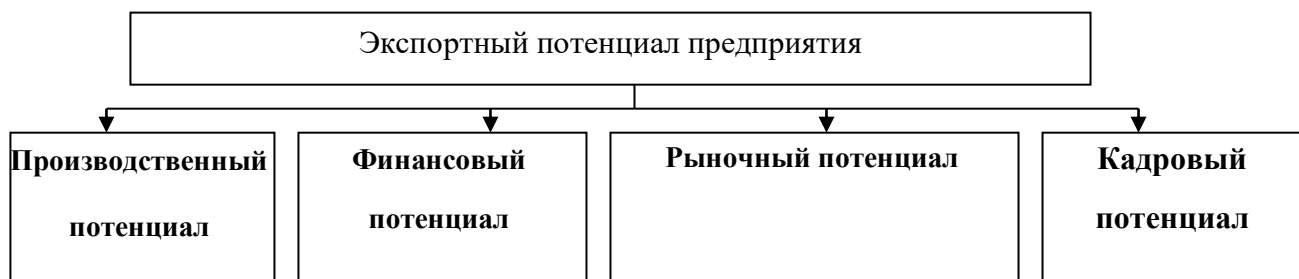 Экспортный потенциал предприятия
Производственный
потенциал
Финансовый
потенциал
Рыночный потенциал
Кадровый
потенциал